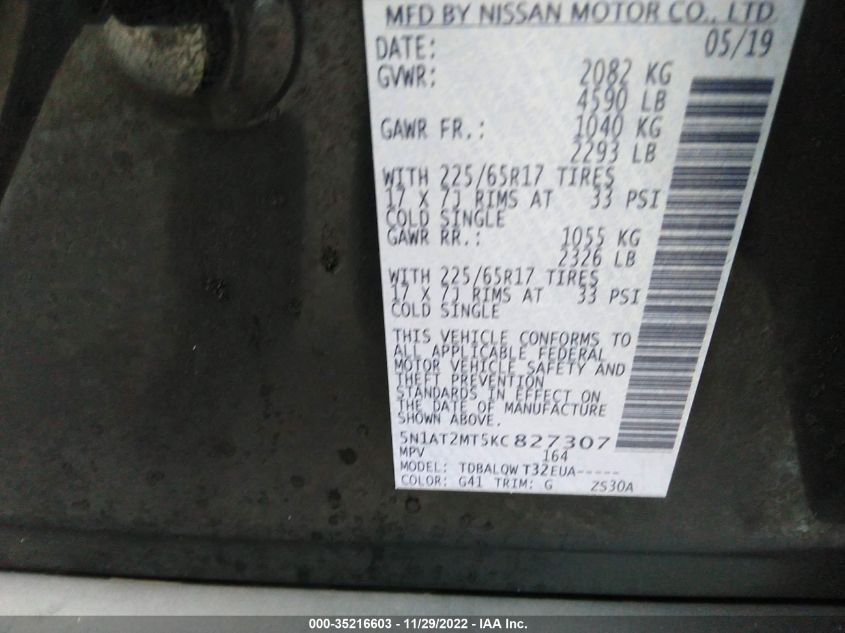 MFD BY NISSAN MOTOR CO., LTD
DATE: 05/19
GVWR: 2082 KG
4590 LB
GAWR FR.: 1040 KG
2293 LB
WITH 225/65R17 TIRES
17 X 7J RIMS AT 33 PSI
COLD SINGLE
GAWR RR.: 1055 KG
2326 LB
WITH 225/65R17 TIRES
17 X 7J RIMS AT 33 PSI
COLD SINGLE
THIS VEHICLE CONFORMS TO
ALL APPLICABLE FEDERAL
MOTOR VEHICLE SAFETY AND
THEFT PREVENTION
STANDARDS IN EFFECT ON
THE DATE OF MANUFACTURE
SHOWN ABOVE.
5N1AT2MT5KC827307
MPV 164
MODEL: TDBALQW T32EUA-----
COLOR: G41 TRIM: G ZS30A
000-35216603 - 11/29/2022 - IAA Inc.